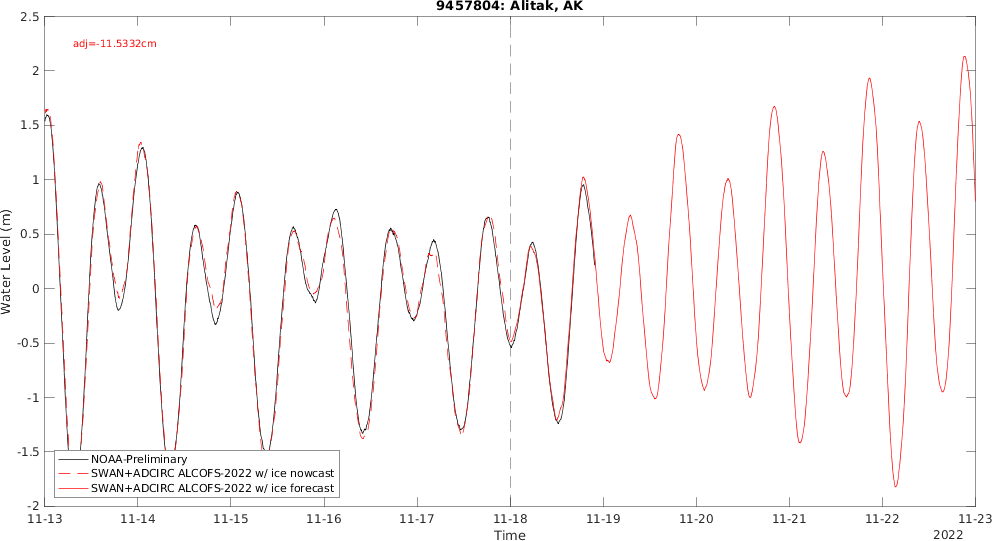 9457804: Alitak, AK
adj=-11.5332cm
Water Level (m)
2.5
2
1.5
1
0.5
0
-0.5
-1
-1.5
-2
NOAA-Preliminary
SWAN+ADCIRC ALCOFS-2022 w/ ice nowcast
SWAN+ADCIRC ALCOFS-2022 w/ ice forecast
11-13 11-14 11-15 11-16 11-17 11-18 11-19 11-20 11-21 11-22 11-23
Time
2022